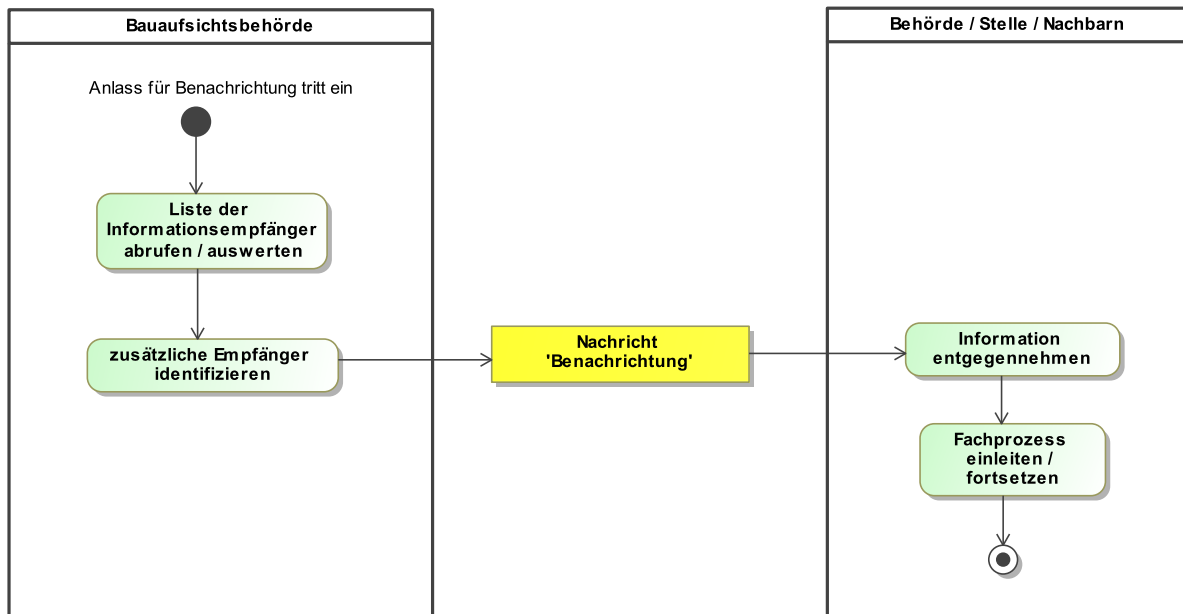 Bauaufsichtsbehörde
Behörde / Stelle / Nachbarn
Anlass für Benachrichtung tritt ein
Liste der
Informationsempfänger
abrufen / auswerten
zusätzliche Empfänger
identifizieren
Nachricht
'Benachrichtung'
Information
entgegennehmen
Fachprozess
einleiten /
fortsetzen